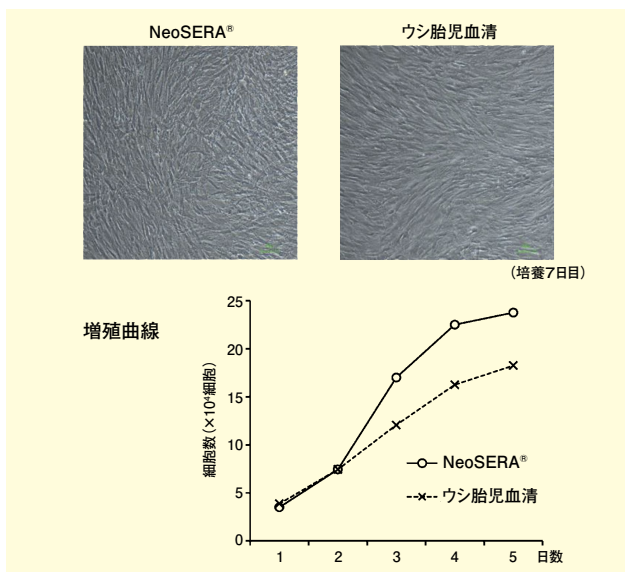 NeoSERA®
ウシ胎児血清
(培養7日目)
増殖曲線
細胞数(×10⁴細胞)
25
20
15
10
5
0
NeoSERA®
ウシ胎児血清
1 2 3 4 5 日数